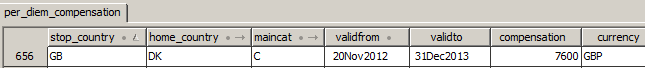 per_diem_compensation
stop_country home_country maincat validfrom validto compensation currency
656 GB DK C 20Nov2012 31Dec2013 7600 GBP